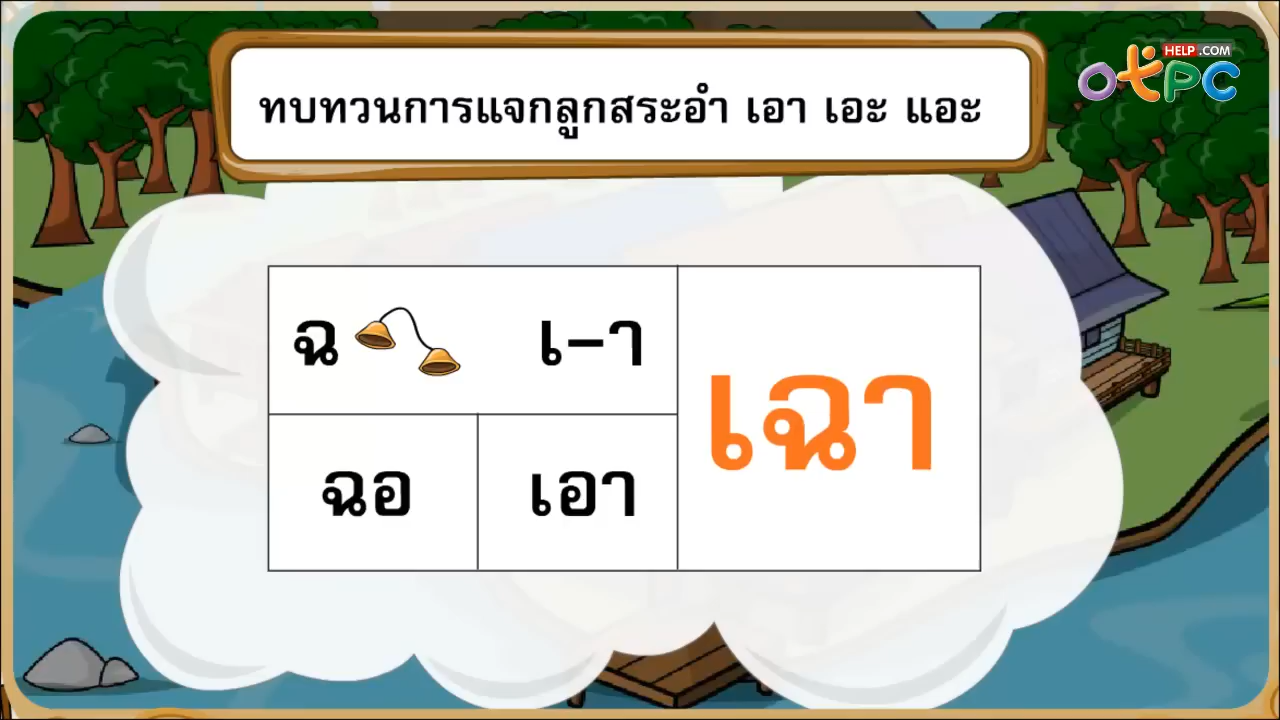 ทบทวนการแจกลูกสระอำ เอา เอะ แอะ
HELP .COM
OTPC
ฉ เ-า
เฉา
ฉอ เอา